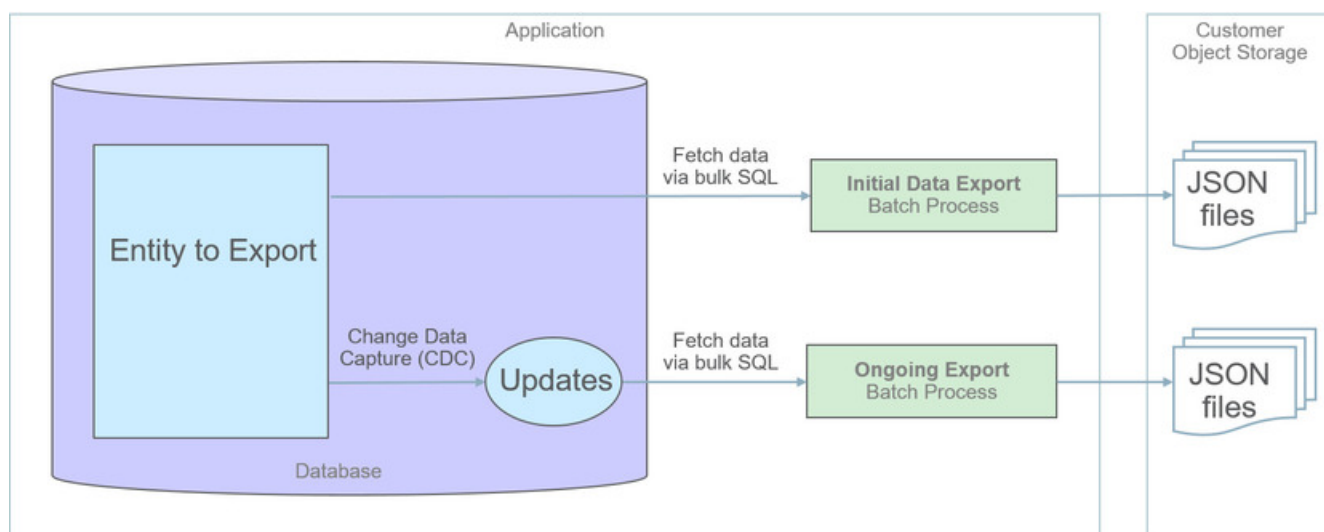 Application
Customer
Object Storage
Entity to Export
Fetch data
via bulk SQL
Initial Data Export
Batch Process
JSON
files
Change Data
Capture (CDC)
Updates
Fetch data
via bulk SQL
Ongoing Export
Batch Process
JSON
files
Database